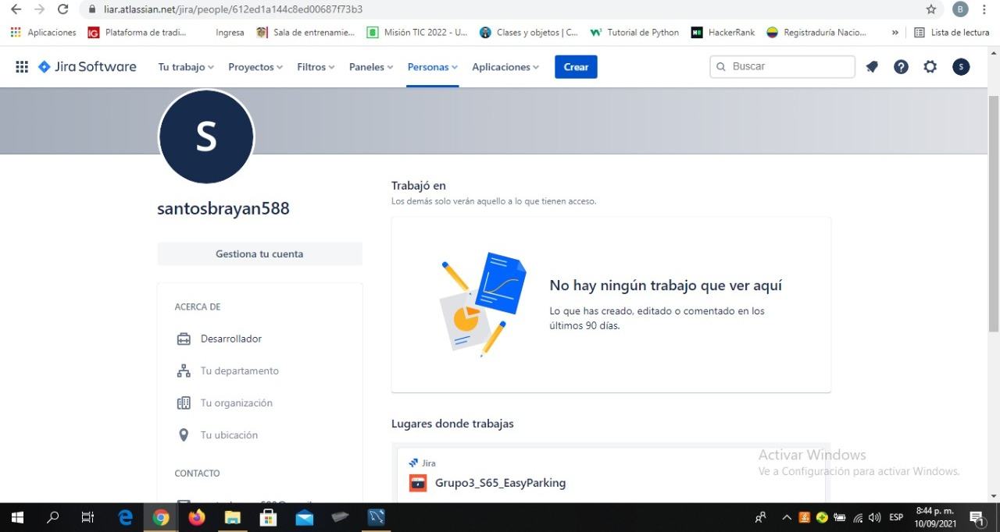 liar.atlassian.net/jira/people/612ed1a144c8ed00687f73b3
B
Aplicaciones
IG
Plataforma de tradi...
Ingresa
Sala de entrenamie...
Misión TIC 2022 - U...
Clases y objetos | C...
Tutorial de Python
HackerRank
Registraduría Nacio...
»
Lista de lectura
Jira Software
Tu trabajo
Proyectos
Filtros
Paneles
Personas
Aplicaciones
Crear
Buscar
?
S
S
santosbrayan588
Gestiona tu cuenta
ACERCA DE
Desarrollador
Tu departamento
Tu organización
Tu ubicación
CONTACTO
Trabajó en
Los demás solo verán aquello a lo que tienen acceso.
No hay ningún trabajo que ver aquí
Lo que has creado, editado o comentado en los
últimos 90 días.
Lugares donde trabajas
Jira
Grupo3_S65_EasyParking
Activar Windows
Ve a Configuración para activar Windows.
ESP
8:44 p. m.
10/09/2021
1